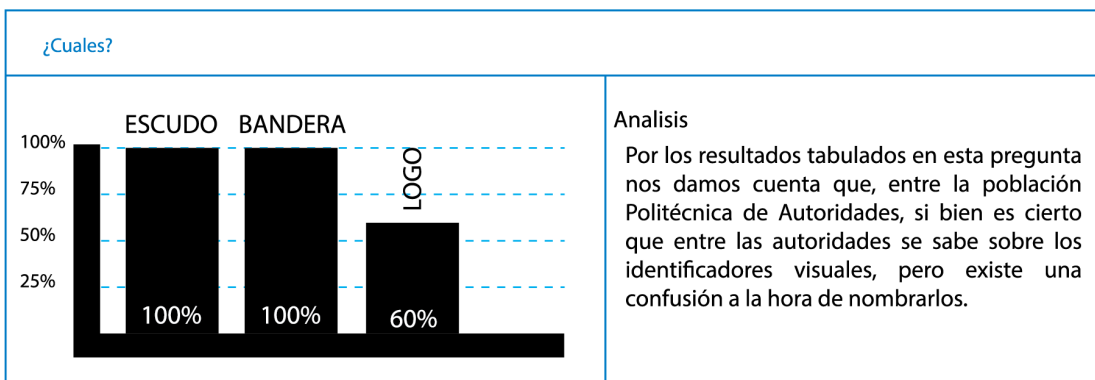 ¿Cuales?
ESCUDO BANDERA
LOGO
100%
75%
50%
25%
100% 100% 60%
Analisis
Por los resultados tabulados en esta pregunta
nos damos cuenta que, entre la población
Politécnica de Autoridades, si bien es cierto
que entre las autoridades se sabe sobre los
identificadores visuales, pero existe una
confusión a la hora de nombrarlos.